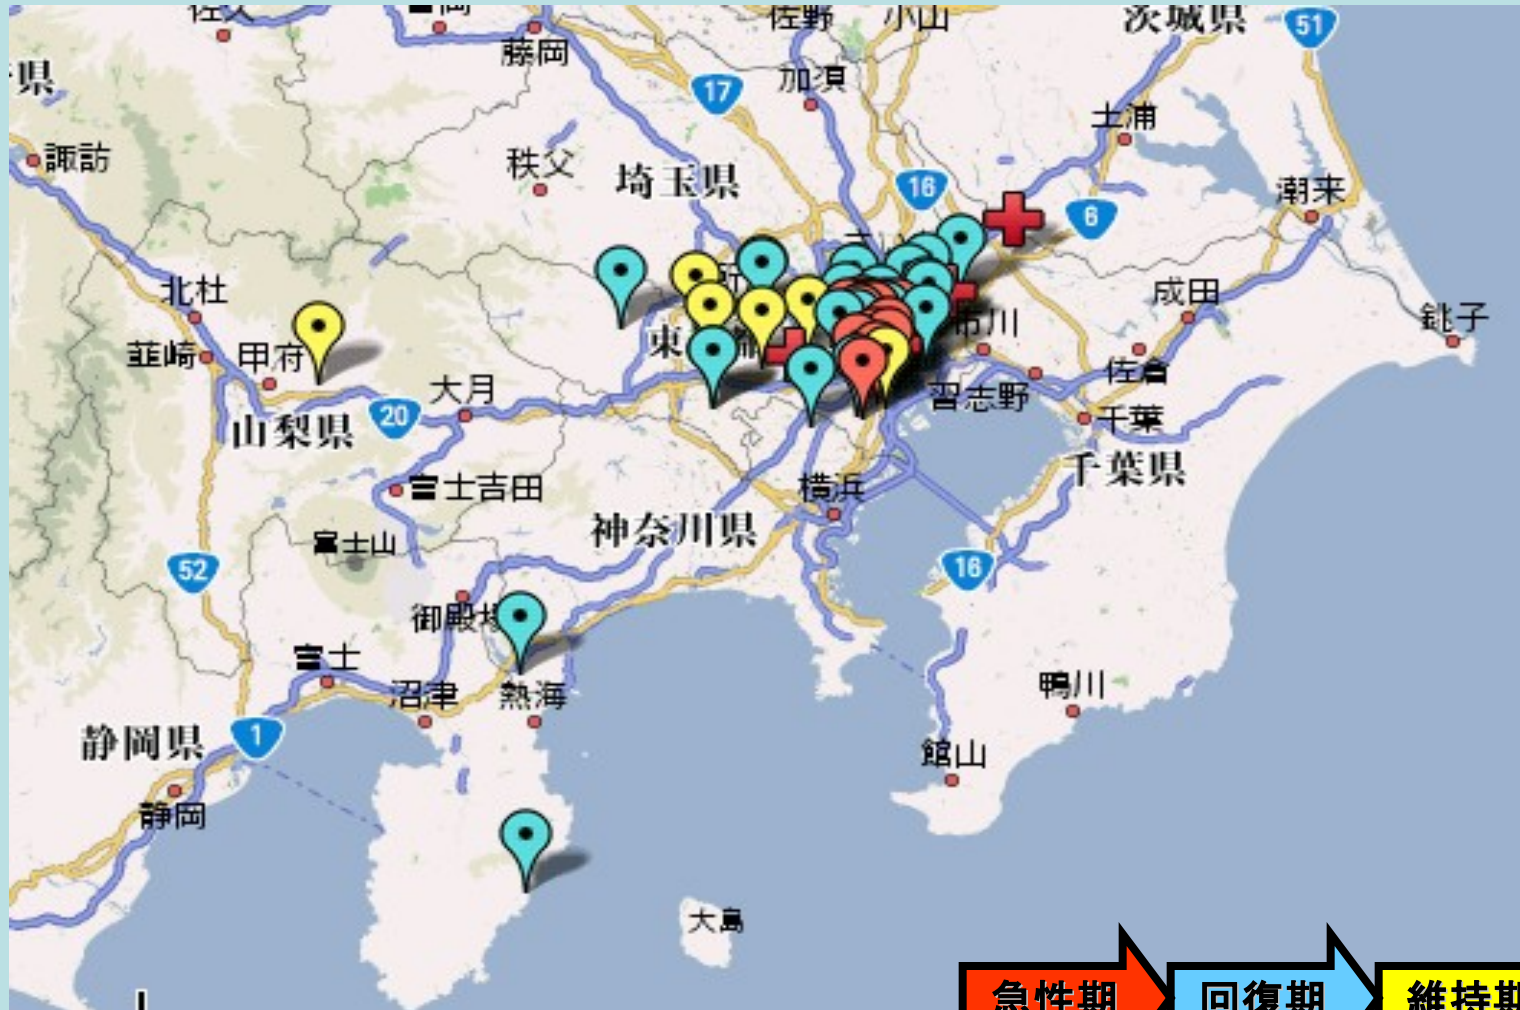 小山
茨城県
51
藤岡
17
加須
土浦
諏訪
秩父
埼玉県
16
6
潮来
北杜
成田
銚子
韮崎
甲府
東
市川
佐倉
大月
習志野
20
山梨県
千葉
千葉県
富士吉田
横浜
神奈川県
富士山
52
16
御殿場
富士
沼津
熱海
鴨川
静岡県
1
館山
静岡
大島
急性期
回復期
維持期